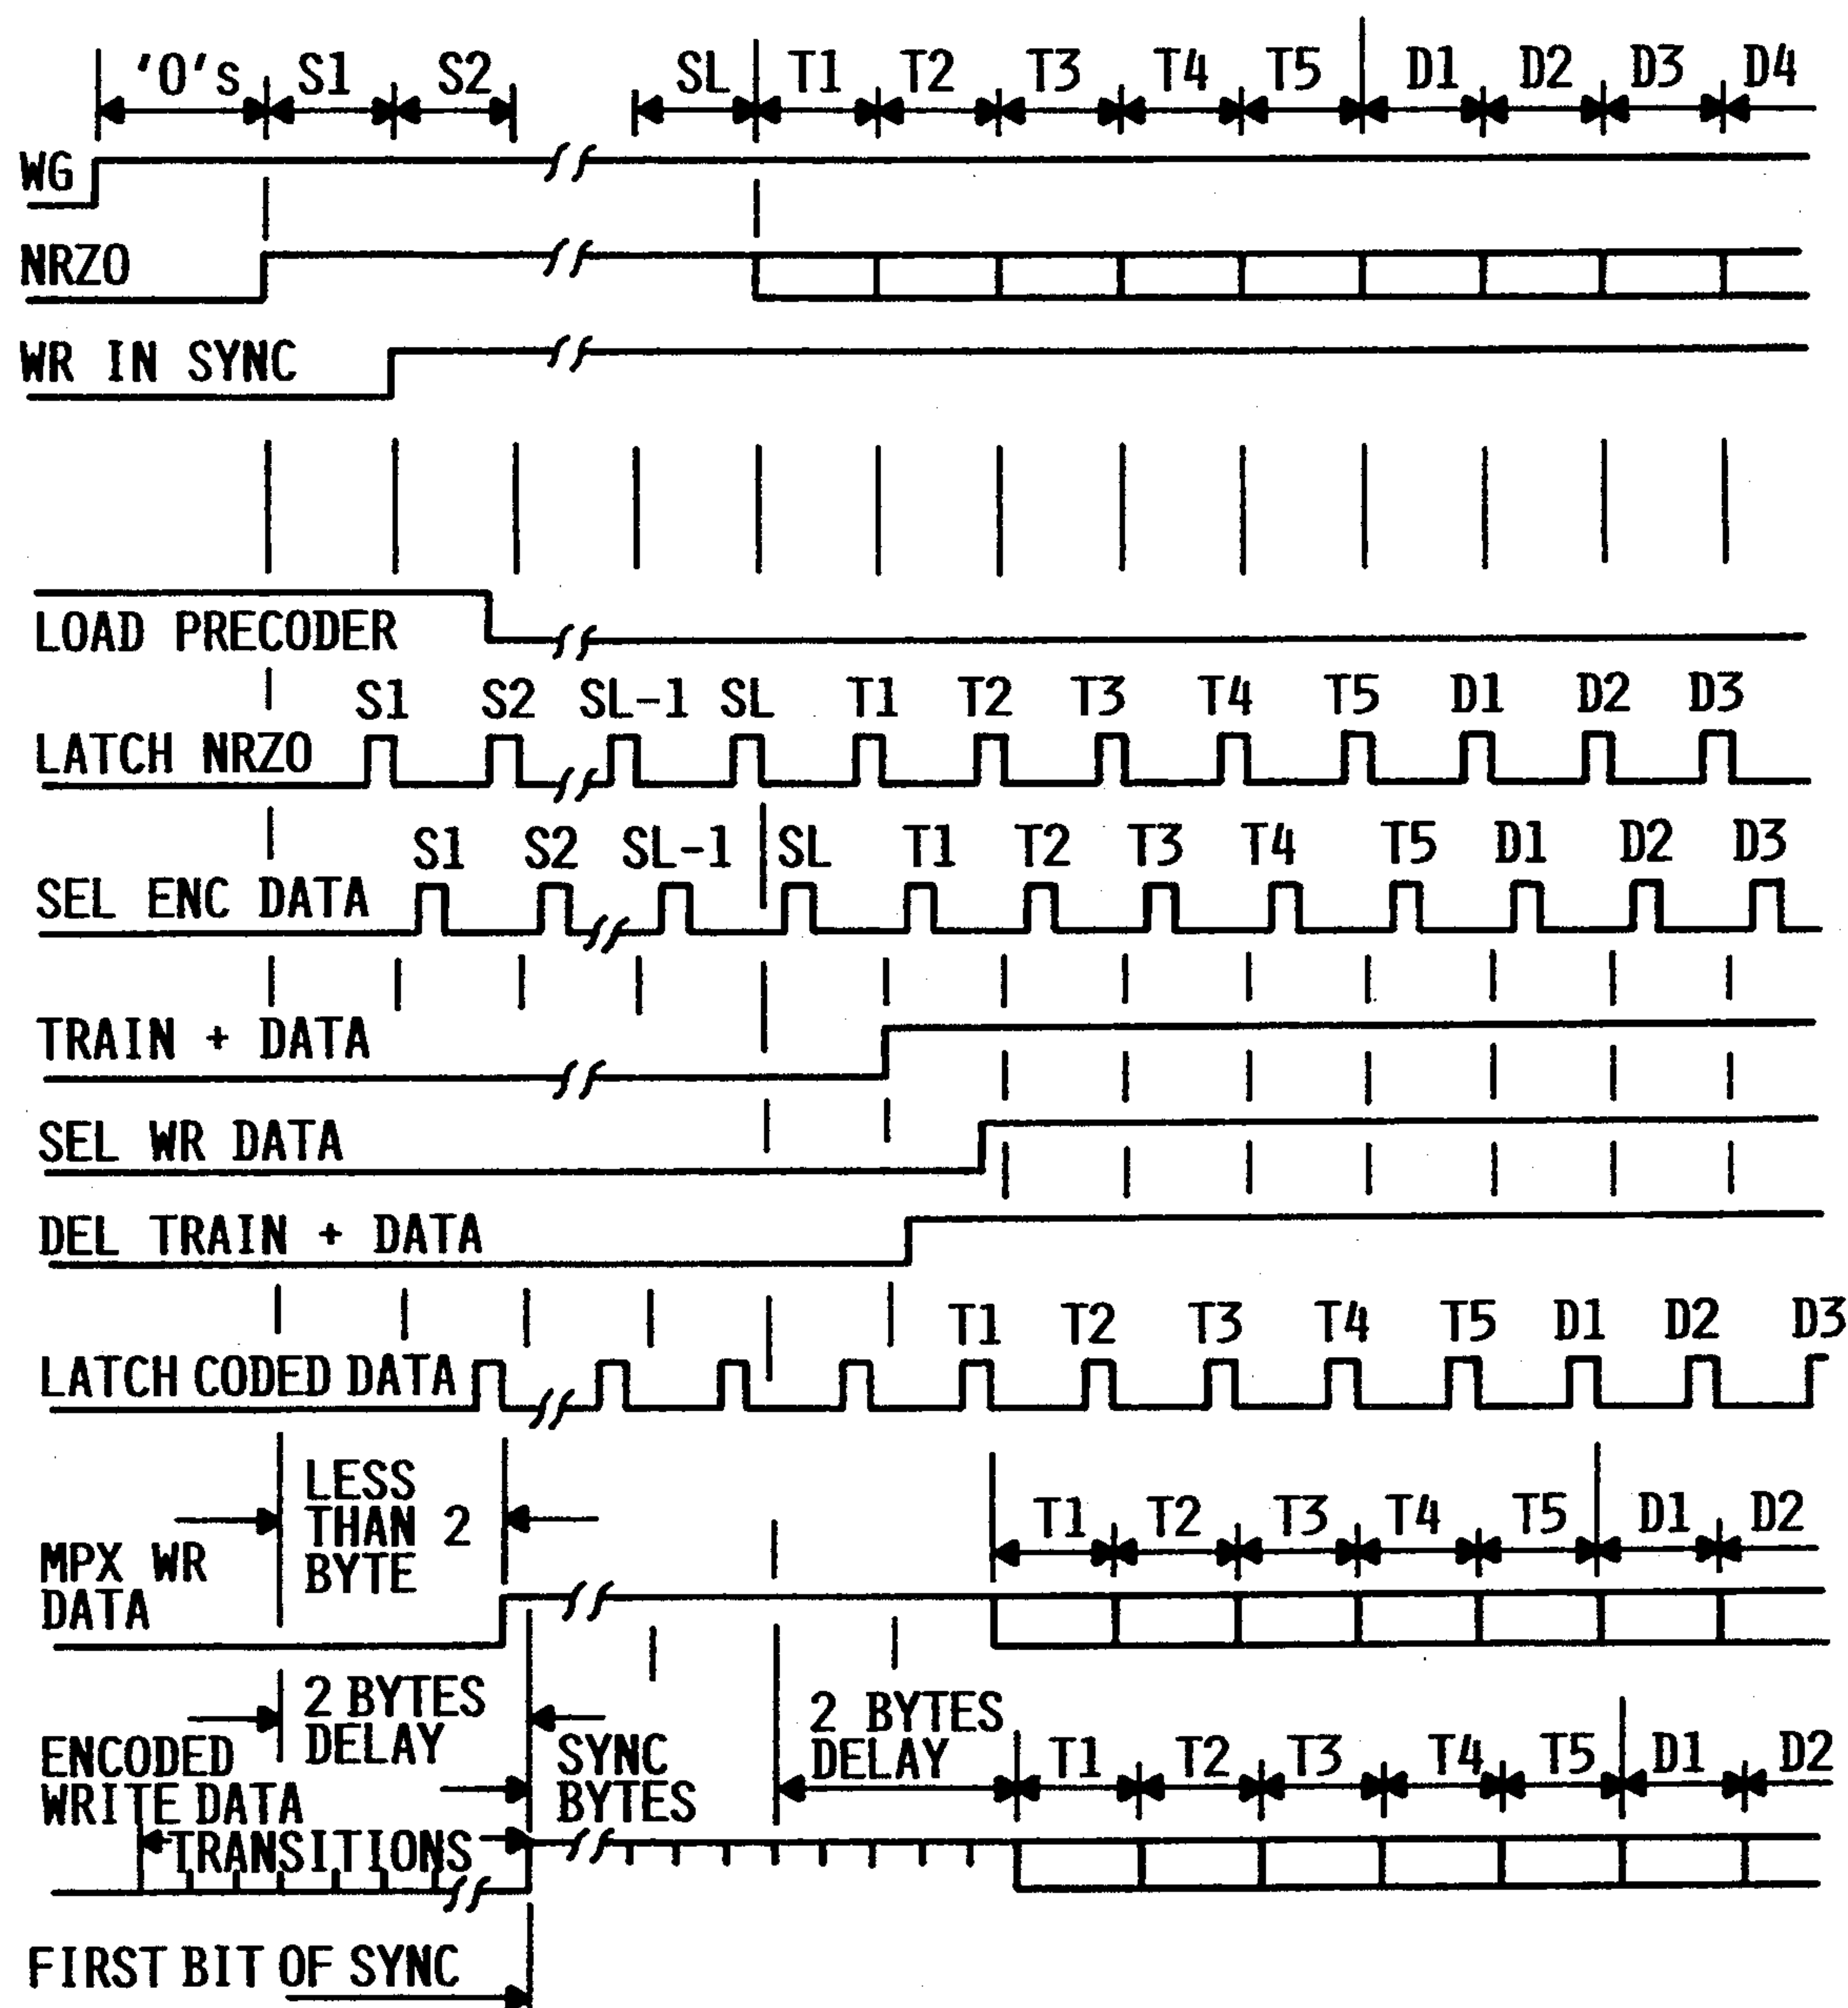 '0's S1 S2 SL T1 T2 T3 T4 T5 D1 D2 D3 D4
WG
NRZO
WR IN SYNC
LOAD PRECODER
S1 S2 SL-1 SL T1 T2 T3 T4 T5 D1 D2 D3
LATCH NRZO
S1 S2 SL-1 SL T1 T2 T3 T4 T5 D1 D2 D3
SEL ENC DATA
TRAIN + DATA
SEL WR DATA
DEL TRAIN + DATA
T1 T2 T3 T4 T5 D1 D2 D3
LATCH CODED DATA
LESS
THAN 2
BYTE
T1 T2 T3 T4 T5 D1 D2
MPX WR
DATA
2 BYTES
DELAY
SYNC
BYTES
2 BYTES
DELAY
T1 T2 T3 T4 T5 D1 D2
ENCODED
WRITE DATA
TRANSITIONS
FIRST BIT OF SYNC